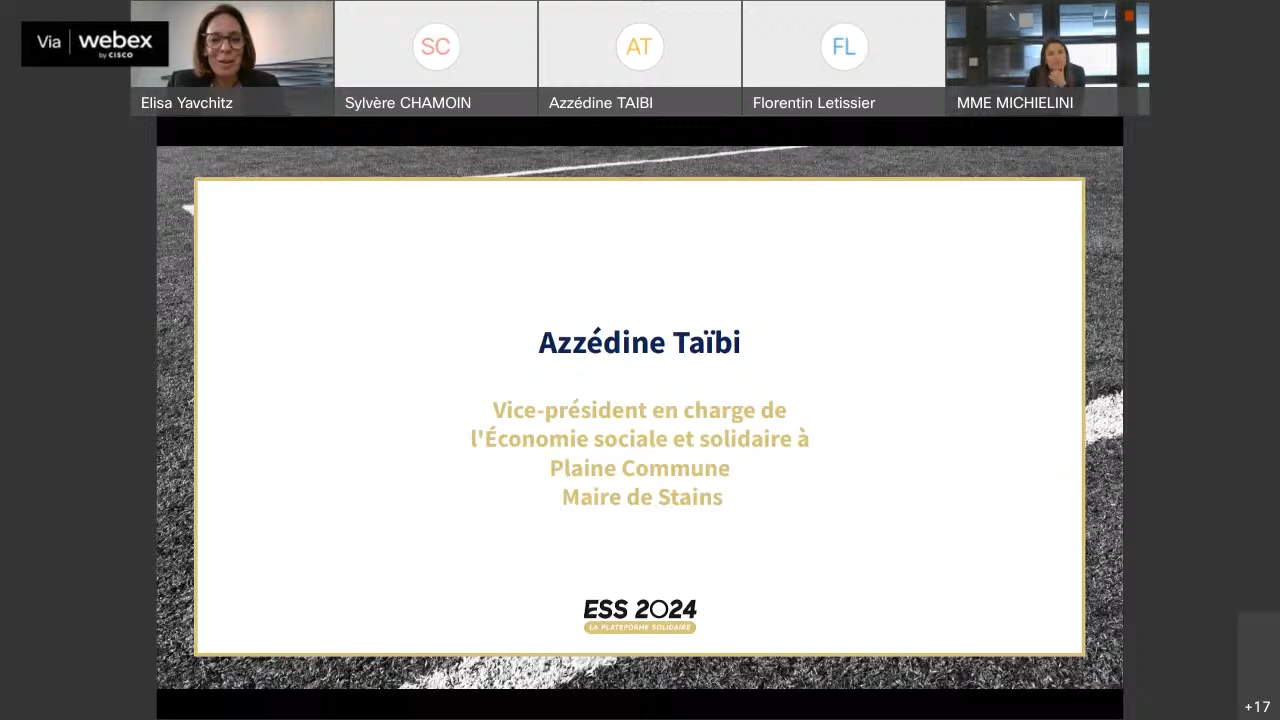 Via webex
by CISCO
SC
AT
FL
Elisa Yavchitz
Sylvère CHAMOIN
Azzédine TAIBI
Florentin Letissier
MME MICHIELINI
Azzédine Taïbi
Vice-président en charge de
l'Économie sociale et solidaire à
Plaine Commune
Maire de Stains
ESS 2024
LA PLATEFORME SOLIDAIRE
+17